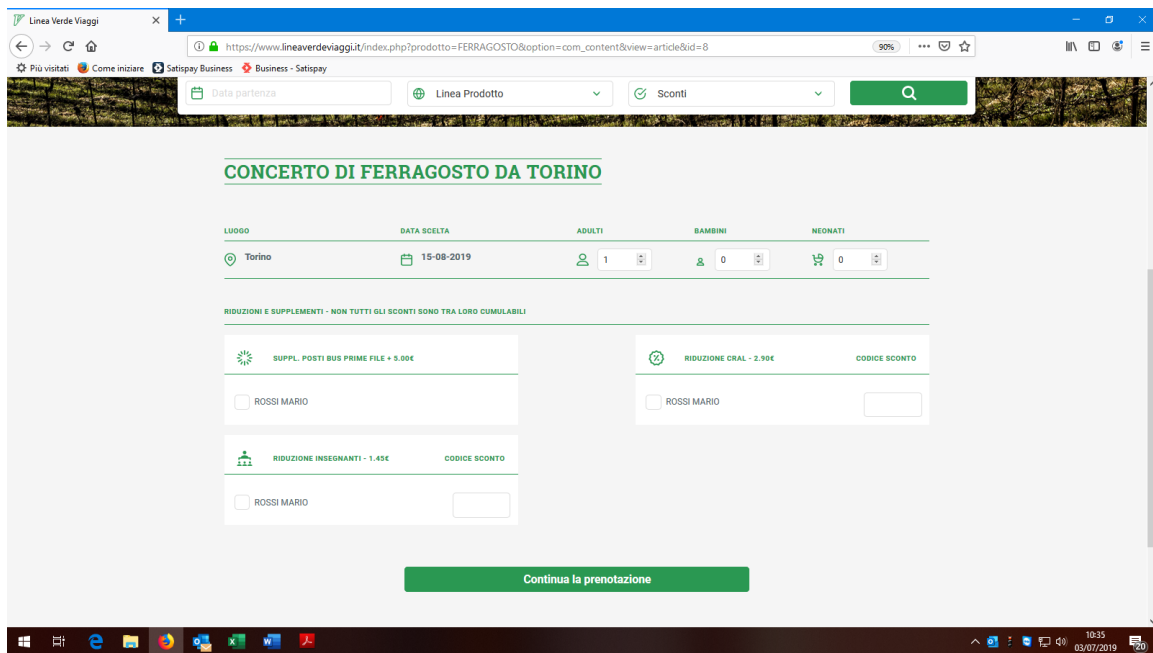 Linea Verde Viaggi
https://www.lineaverdeviaggi.it/index.php?prodotto=FERRAGOSTO&option=com_content&view=article&id=8
90%
Più visitati Come iniziare Satispay Business Business - Satispay
Data partenza Linea Prodotto Sconti
CONCERTO DI FERRAGOSTO DA TORINO
LUOGO DATA SCELTA ADULTI BAMBINI NEONATI
Torino 15-08-2019 1 0 0
RIDUZIONI E SUPPLEMENTI - NON TUTTI GLI SCONTI SONO TRA LORO CUMULABILI
SUPPL. POSTI BUS PRIME FILE + 5.00€ RIDUZIONE CRAL - 2.90€ CODICE SCONTO
ROSSI MARIO ROSSI MARIO
RIDUZIONE INSEGNANTI - 1.45€ CODICE SCONTO
ROSSI MARIO
Continua la prenotazione
10:35
03/07/2019
20